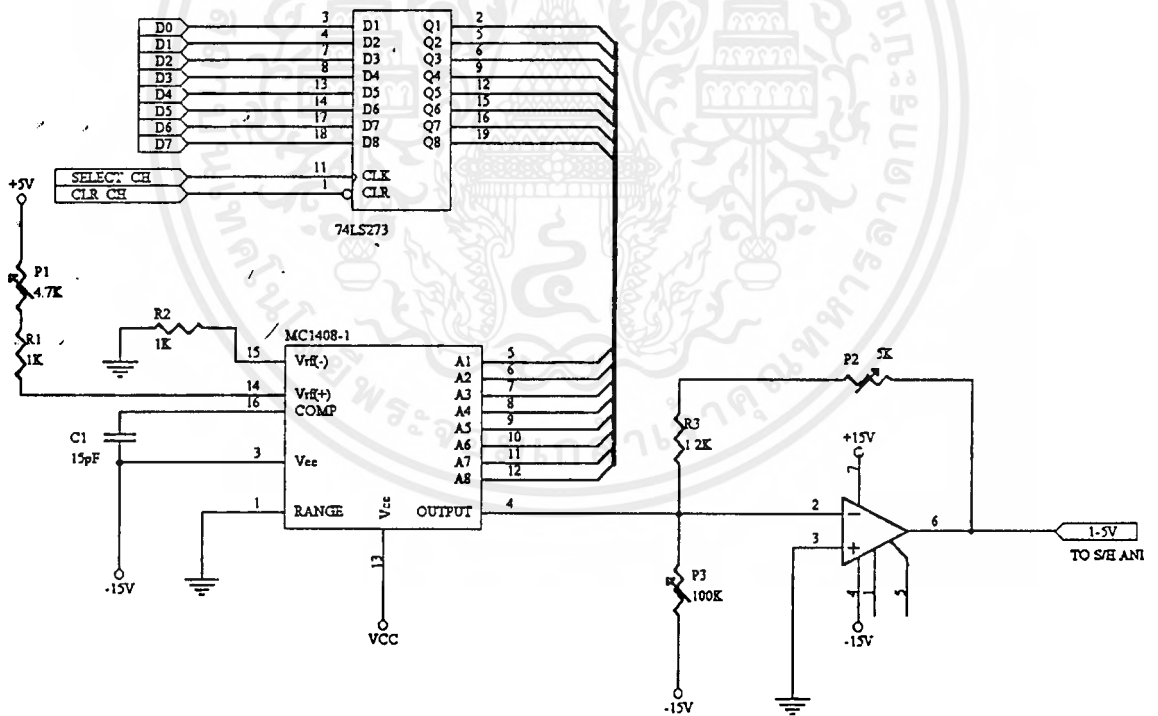 D0 3 D1 Q1 2
D1 4 D2 Q2 5
D2 7 D3 Q3 6
D3 8 D4 Q4 9
D4 13 D5 Q5 12
D5 14 D6 Q6 15
D6 17 D7 Q7 16
D7 18 D8 Q8 19
SELECT CH 11 CLK
CLR CH 1 CLR
74LS273
+5V
P1
4.7K
R1
1K
R2
1K
MC1408-1
15 Vrf(-)
14 Vrf(+)
16 COMP
C1
15pF
3 Vee
1 RANGE
Vcc
13
VCC
-15V
A1 5
A2 6
A3 7
A4 8
A5 9
A6 10
A7 11
A8 12
OUTPUT 4
P2 5K
R3
1.2K
P3
100K
-15V
+15V
7
2 -
3 +
6
4 1 5
-15V
1-5V
TO S/H ANI